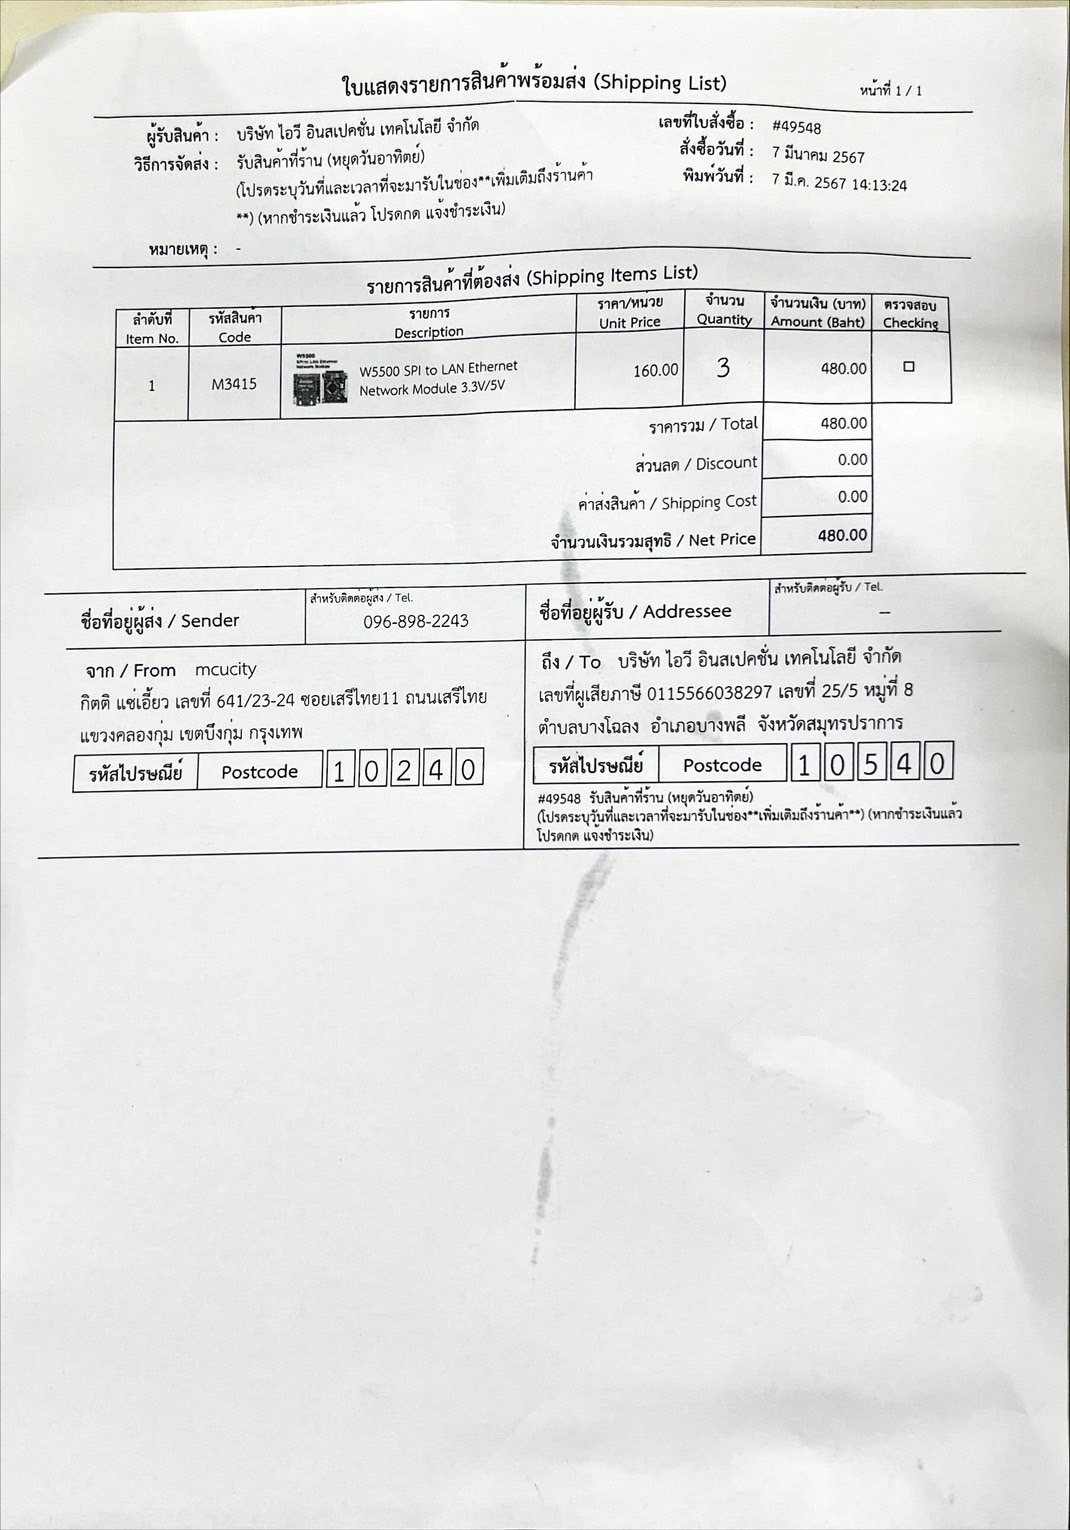 ใบแสดงรายการสินค้าพร้อมส่ง (Shipping List)
หน้าที่ 1 / 1
ผู้รับสินค้า : บริษัท ไอวี อินสเปคชั่น เทคโนโลยี จำกัด
เลขที่ใบสั่งซื้อ : #49548
วิธีการจัดส่ง : รับสินค้าที่ร้าน (หยุดวันอาทิตย์)
สั่งซื้อวันที่ : 7 มีนาคม 2567
(โปรดระบุวันที่และเวลาที่จะมารับในช่อง**เพิ่มเติมถึงร้านค้า
พิมพ์วันที่ : 7 มี.ค. 2567 14:13:24
**) (หากชำระเงินแล้ว โปรดกด แจ้งชำระเงิน)
หมายเหตุ : -
รายการสินค้าที่ต้องส่ง (Shipping Items List)
ลำดับที่ รหัสสินค้า รายการ ราคา/หน่วย จำนวน จำนวนเงิน (บาท) ตรวจสอบ
Item No. Code Description Unit Price Quantity Amount (Baht) Checking
W5500
SPI to LAN Ethernet
Network Module
1 M3415 W5500 SPI to LAN Ethernet 160.00 3 480.00
Network Module 3.3V/5V
ราคารวม / Total 480.00
ส่วนลด / Discount 0.00
ค่าส่งสินค้า / Shipping Cost 0.00
จำนวนเงินรวมสุทธิ / Net Price 480.00
ชื่อที่อยู่ผู้ส่ง / Sender
สำหรับติดต่อผู้ส่ง / Tel.
096-898-2243
ชื่อที่อยู่ผู้รับ / Addressee
สำหรับติดต่อผู้รับ / Tel.
--
จาก / From mcucity
กิตติ แซ่เอี้ยว เลขที่ 641/23-24 ซอยเสรีไทย11 ถนนเสรีไทย
แขวงคลองกุ่ม เขตบึงกุ่ม กรุงเทพ
รหัสไปรษณีย์ Postcode 1 0 2 4 0
ถึง / To บริษัท ไอวี อินสเปคชั่น เทคโนโลยี จำกัด
เลขที่ผู้เสียภาษี 0115566038297 เลขที่ 25/5 หมู่ที่ 8
ตำบลบางโฉลง อำเภอบางพลี จังหวัดสมุทรปราการ
รหัสไปรษณีย์ Postcode 1 0 5 4 0
#49548 รับสินค้าที่ร้าน (หยุดวันอาทิตย์)
(โปรดระบุวันที่และเวลาที่จะมารับในช่อง**เพิ่มเติมถึงร้านค้า**) (หากชำระเงินแล้ว
โปรดกด แจ้งชำระเงิน)